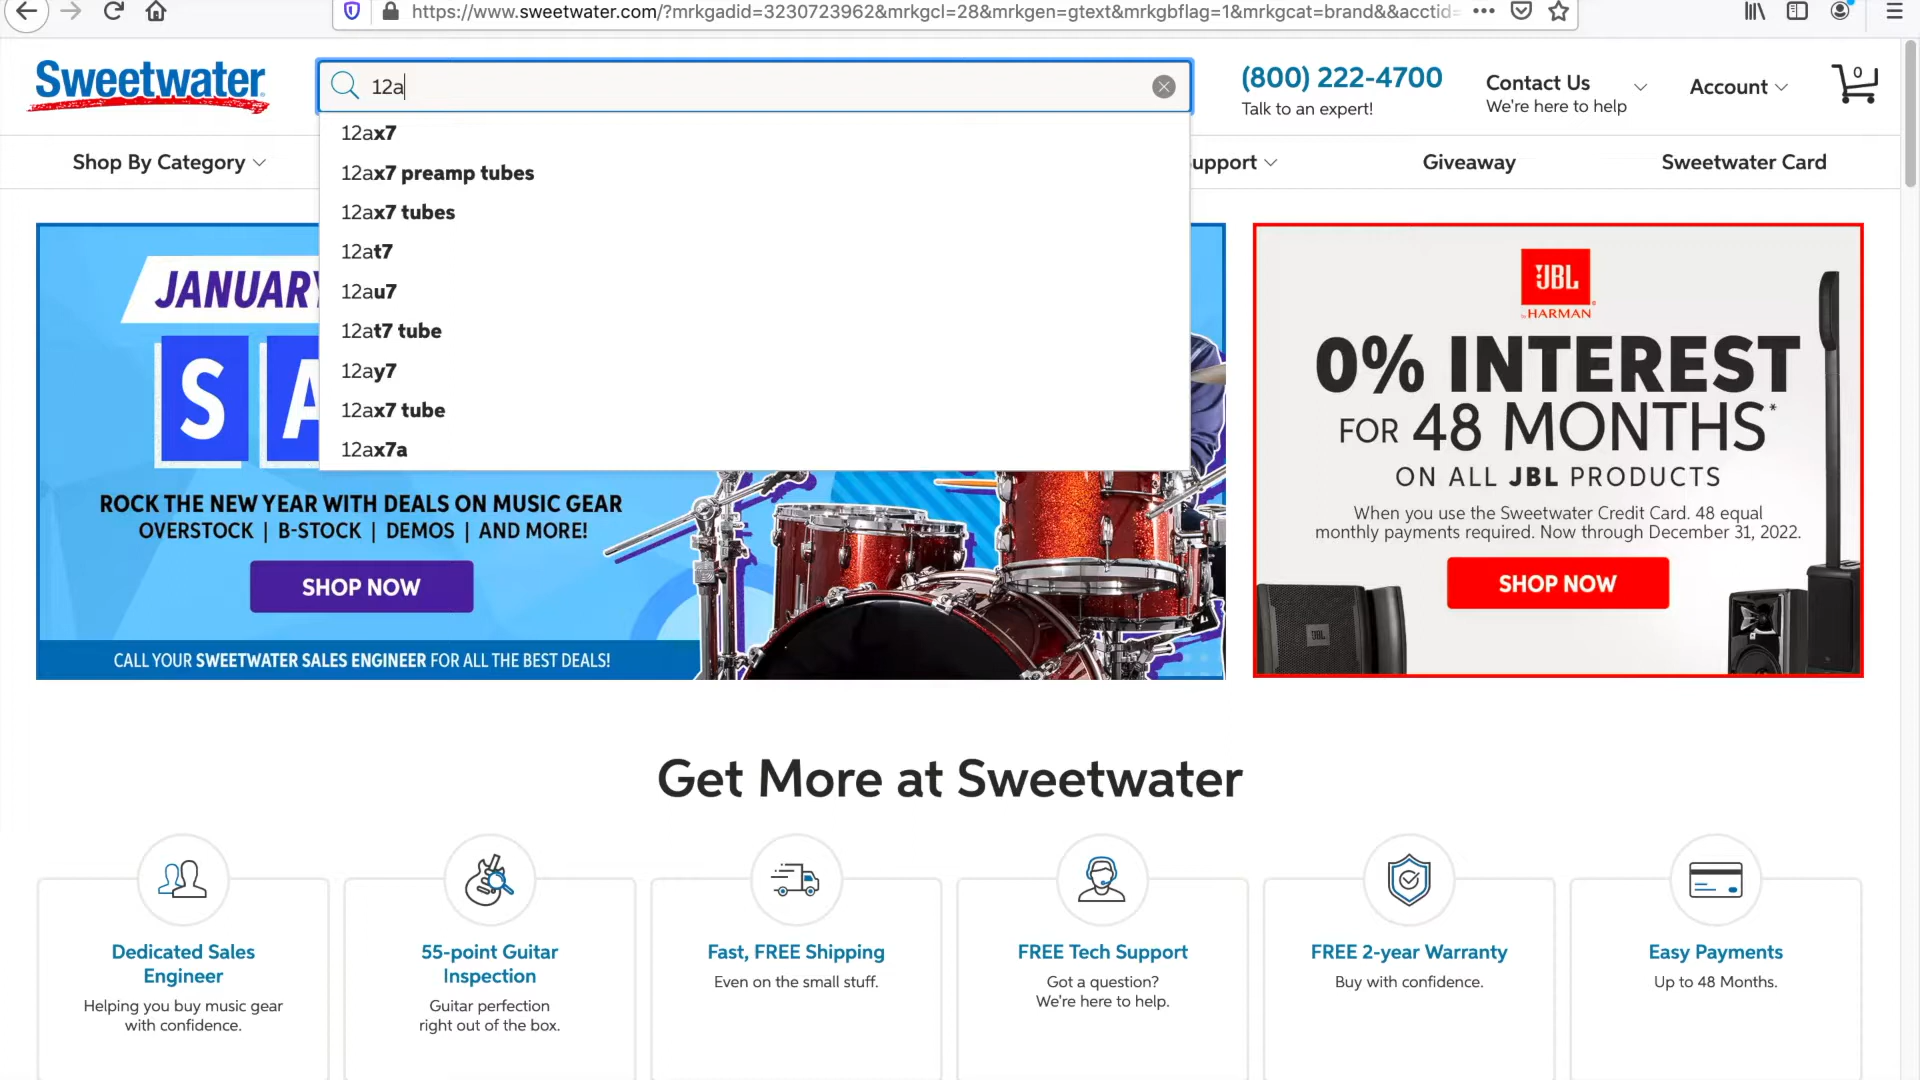 https://www.sweetwater.com/?mrkgadid=3230723962&mrkgcl=28&mrkgen=gtext&mrkgbflag=1&mrkgcat=brand&&acctid=
Sweetwater
12a
(800) 222-4700
Talk to an expert!
Contact Us
We're here to help
Account
0
Shop By Category
upport
Giveaway
Sweetwater Card
12ax7
12ax7 preamp tubes
12ax7 tubes
12at7
12au7
12at7 tube
12ay7
12ax7 tube
12ax7a
JANUARY
SA
ROCK THE NEW YEAR WITH DEALS ON MUSIC GEAR
OVERSTOCK | B-STOCK | DEMOS | AND MORE!
SHOP NOW
CALL YOUR SWEETWATER SALES ENGINEER FOR ALL THE BEST DEALS!
JBL
by HARMAN
0% INTEREST
FOR 48 MONTHS*
ON ALL JBL PRODUCTS
When you use the Sweetwater Credit Card. 48 equal
monthly payments required. Now through December 31, 2022.
SHOP NOW
JBL
Get More at Sweetwater
Dedicated Sales
Engineer
Helping you buy music gear
with confidence.
55-point Guitar
Inspection
Guitar perfection
right out of the box.
Fast, FREE Shipping
Even on the small stuff.
FREE Tech Support
Got a question?
We're here to help.
FREE 2-year Warranty
Buy with confidence.
Easy Payments
Up to 48 Months.